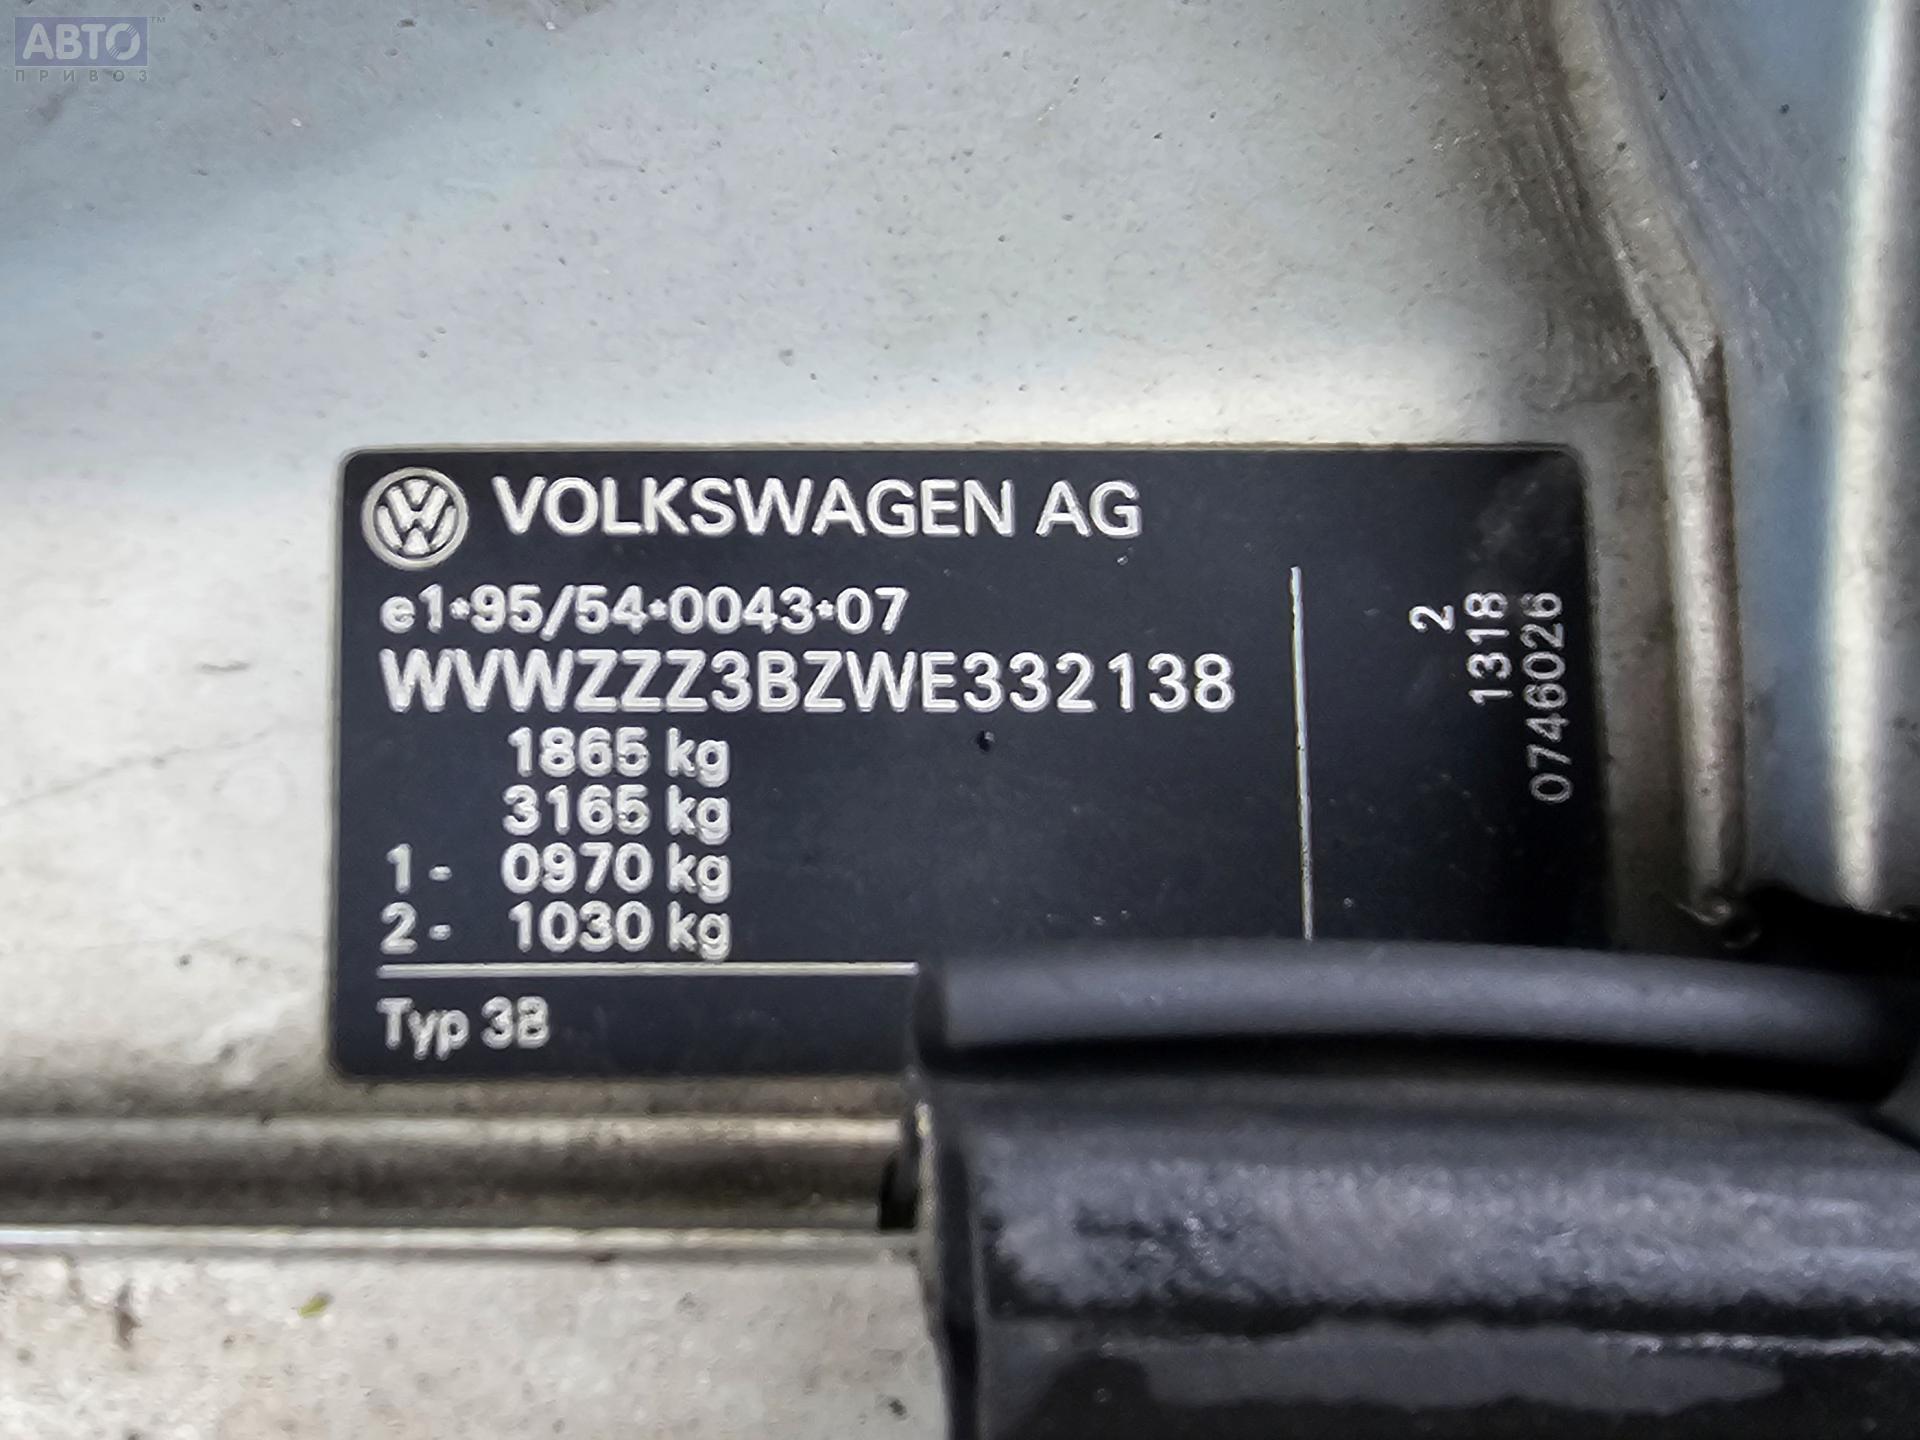 АВТО™
ПРИВОЗ
VOLKSWAGEN AG
e1*95/54*0043*07
WVWZZZ3BZWE332138
1865 kg
3165 kg
1- 0970 kg
2- 1030 kg
Typ 3B
2
1318
0746026